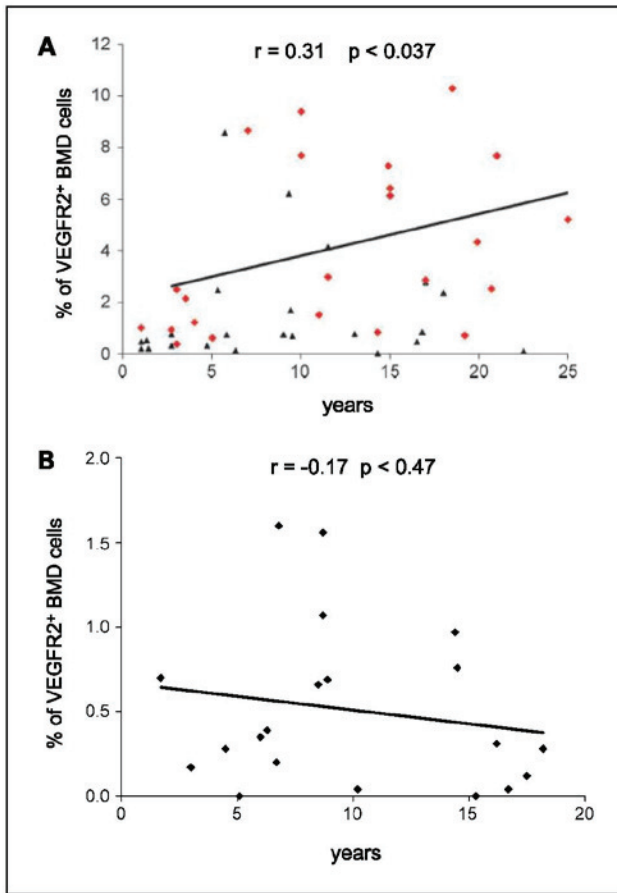 A
r = 0.31 p < 0.037
% of VEGFR2+ BMD cells
12
10
8
6
4
2
0
0 5 10 15 20 25
years
B
r = -0.17 p < 0.47
% of VEGFR2+ BMD cells
2.0
1.5
1.0
0.5
0.0
0 5 10 15 20
years